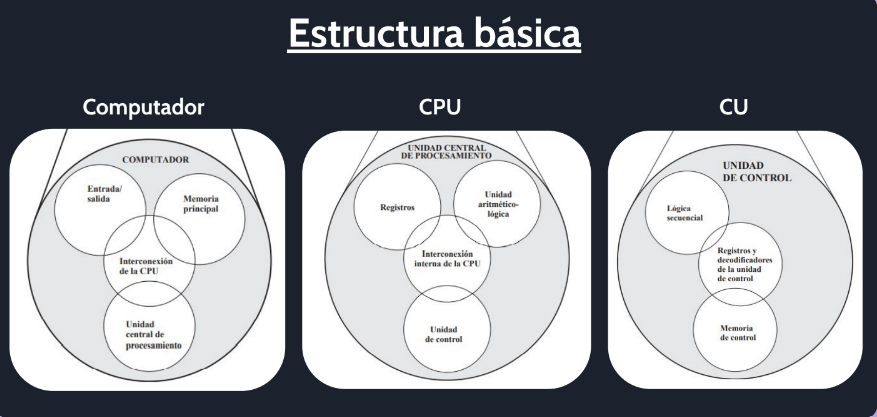 Estructura básica
Computador
COMPUTADOR
Entrada/
salida
Memoria
principal
Interconexión
de la CPU
Unidad
central de
procesamiento
CPU
UNIDAD CENTRAL
DE PROCESAMIENTO
Registros
Unidad
aritmético-
lógica
Interconexión
interna de la CPU
Unidad
de control
CU
UNIDAD
DE CONTROL
Lógica
secuencial
Registros y
decodificadores
de la unidad
de control
Memoria
de control